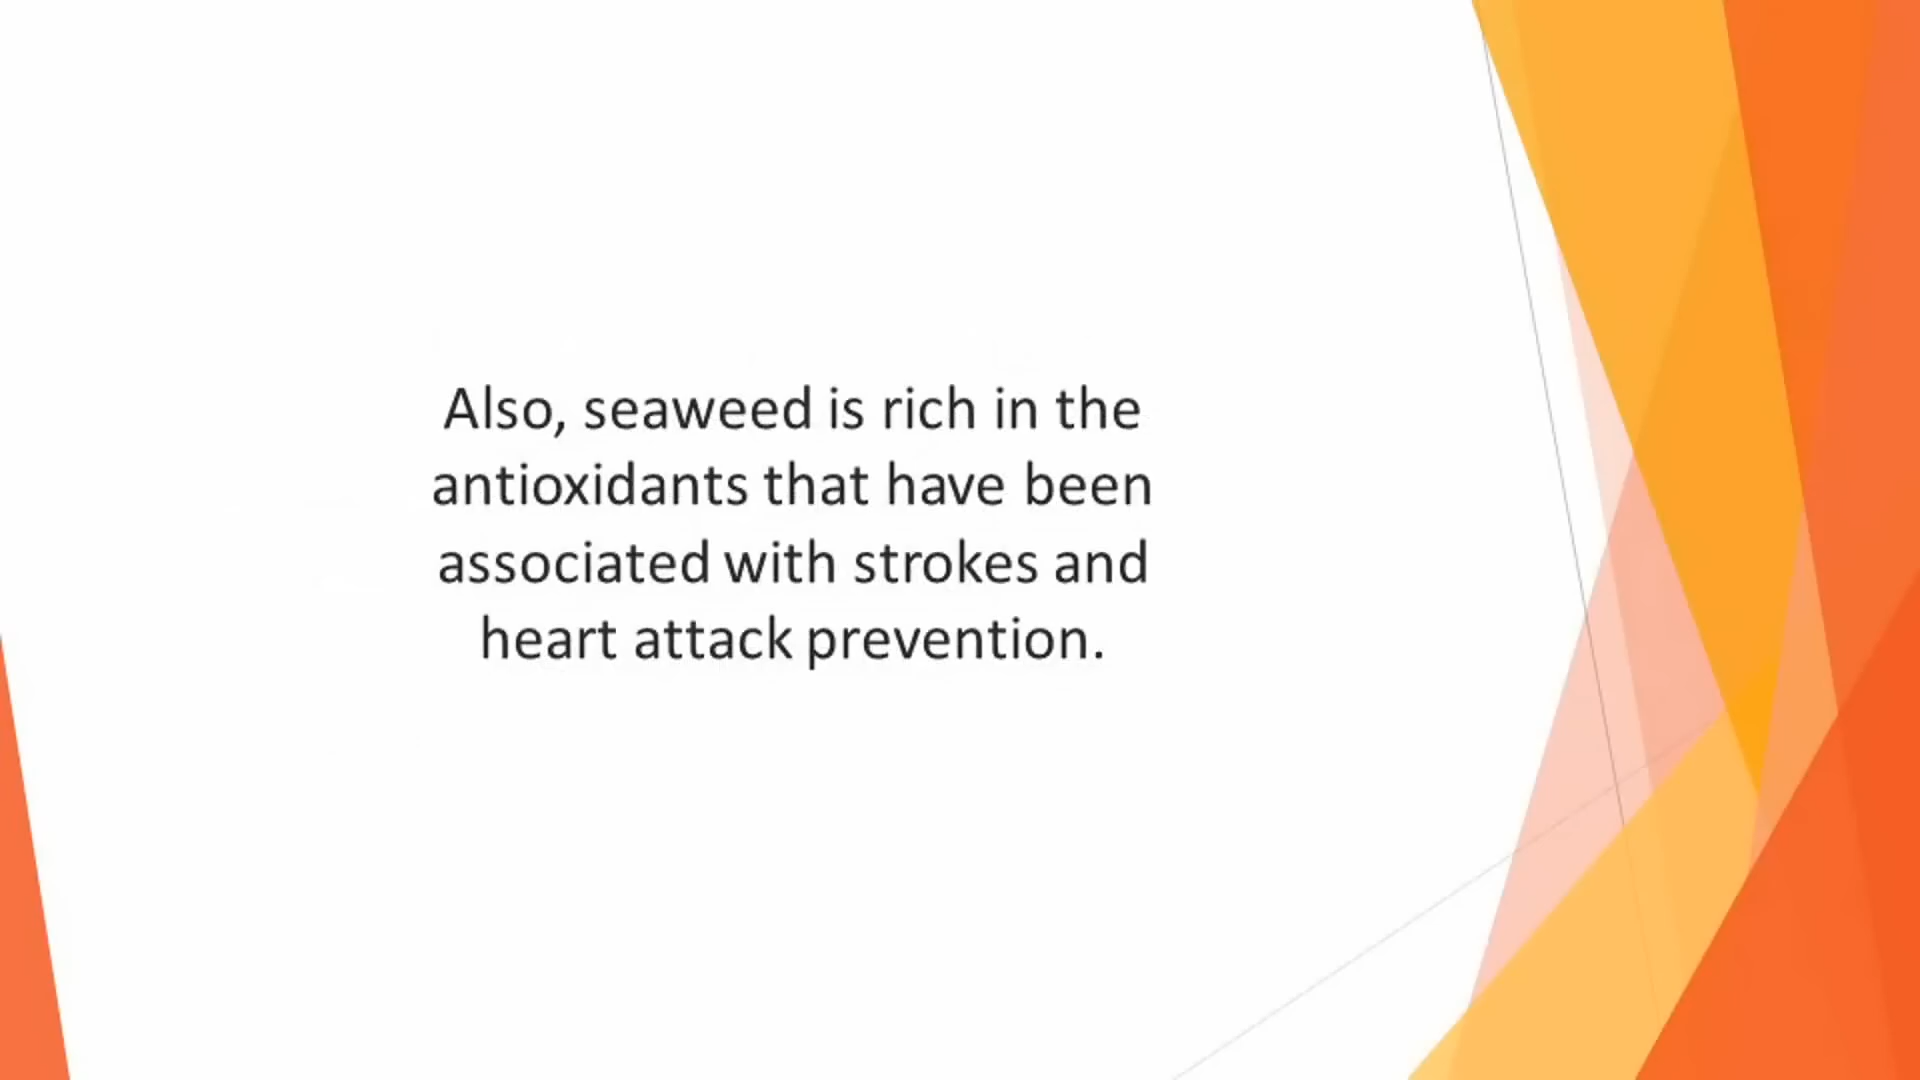 Also, seaweed is rich in the
antioxidants that have been
associated with strokes and
heart attack prevention.